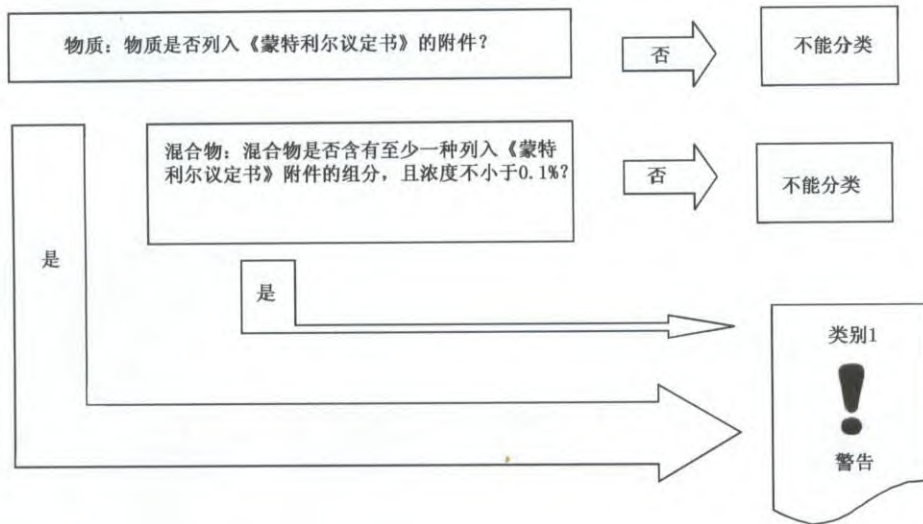 物质：物质是否列入《蒙特利尔议定书》的附件？
否
不能分类
混合物：混合物是否含有至少一种列入《蒙特
利尔议定书》附件的组分，且浓度不小于0.1%？
否
不能分类
是
是
类别1
警告